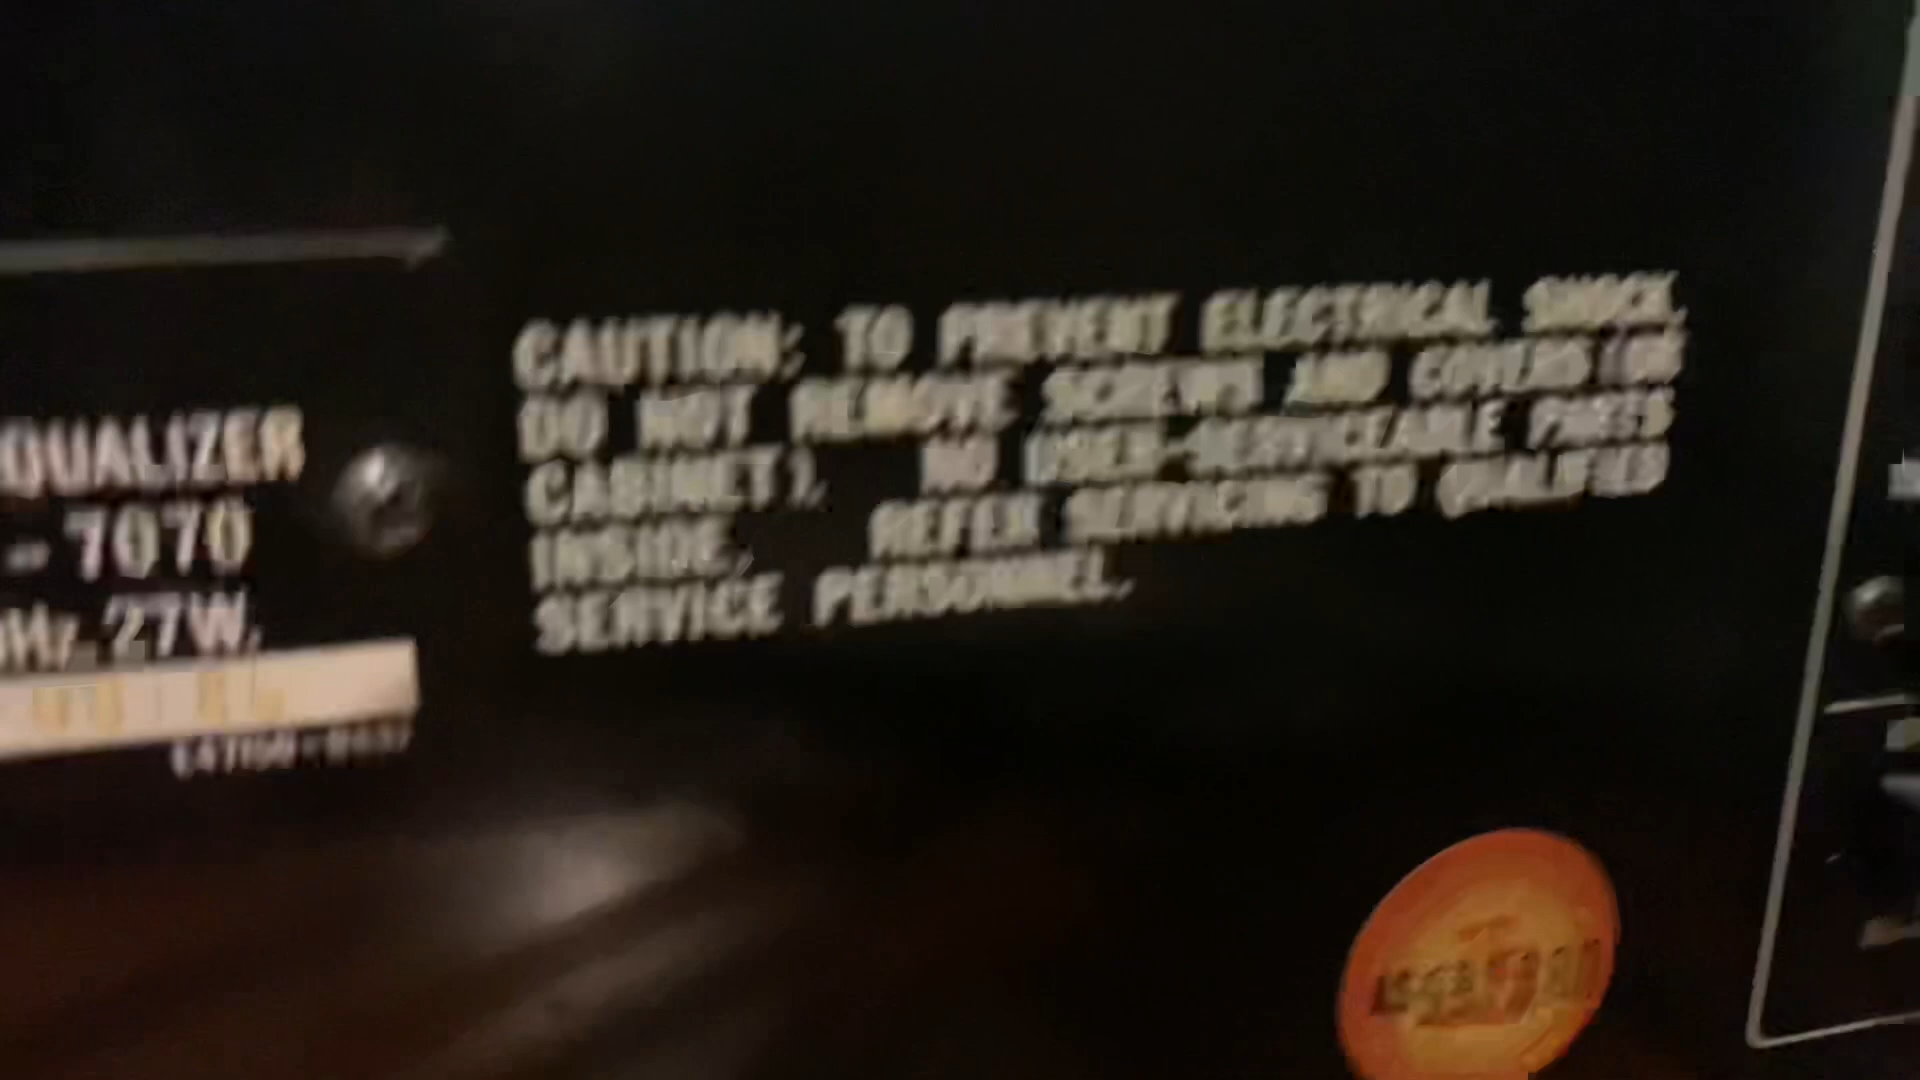 QUALIZER
- 7070
Hz 27W.
CAUTION: TO PREVENT ELECTRICAL SHOCK,
DO NOT REMOVE SCREWS AND COVERS (OR
CABINET). NO USER-SERVICEABLE PARTS
INSIDE. REFER SERVICING TO QUALIFIED
SERVICE PERSONNEL.